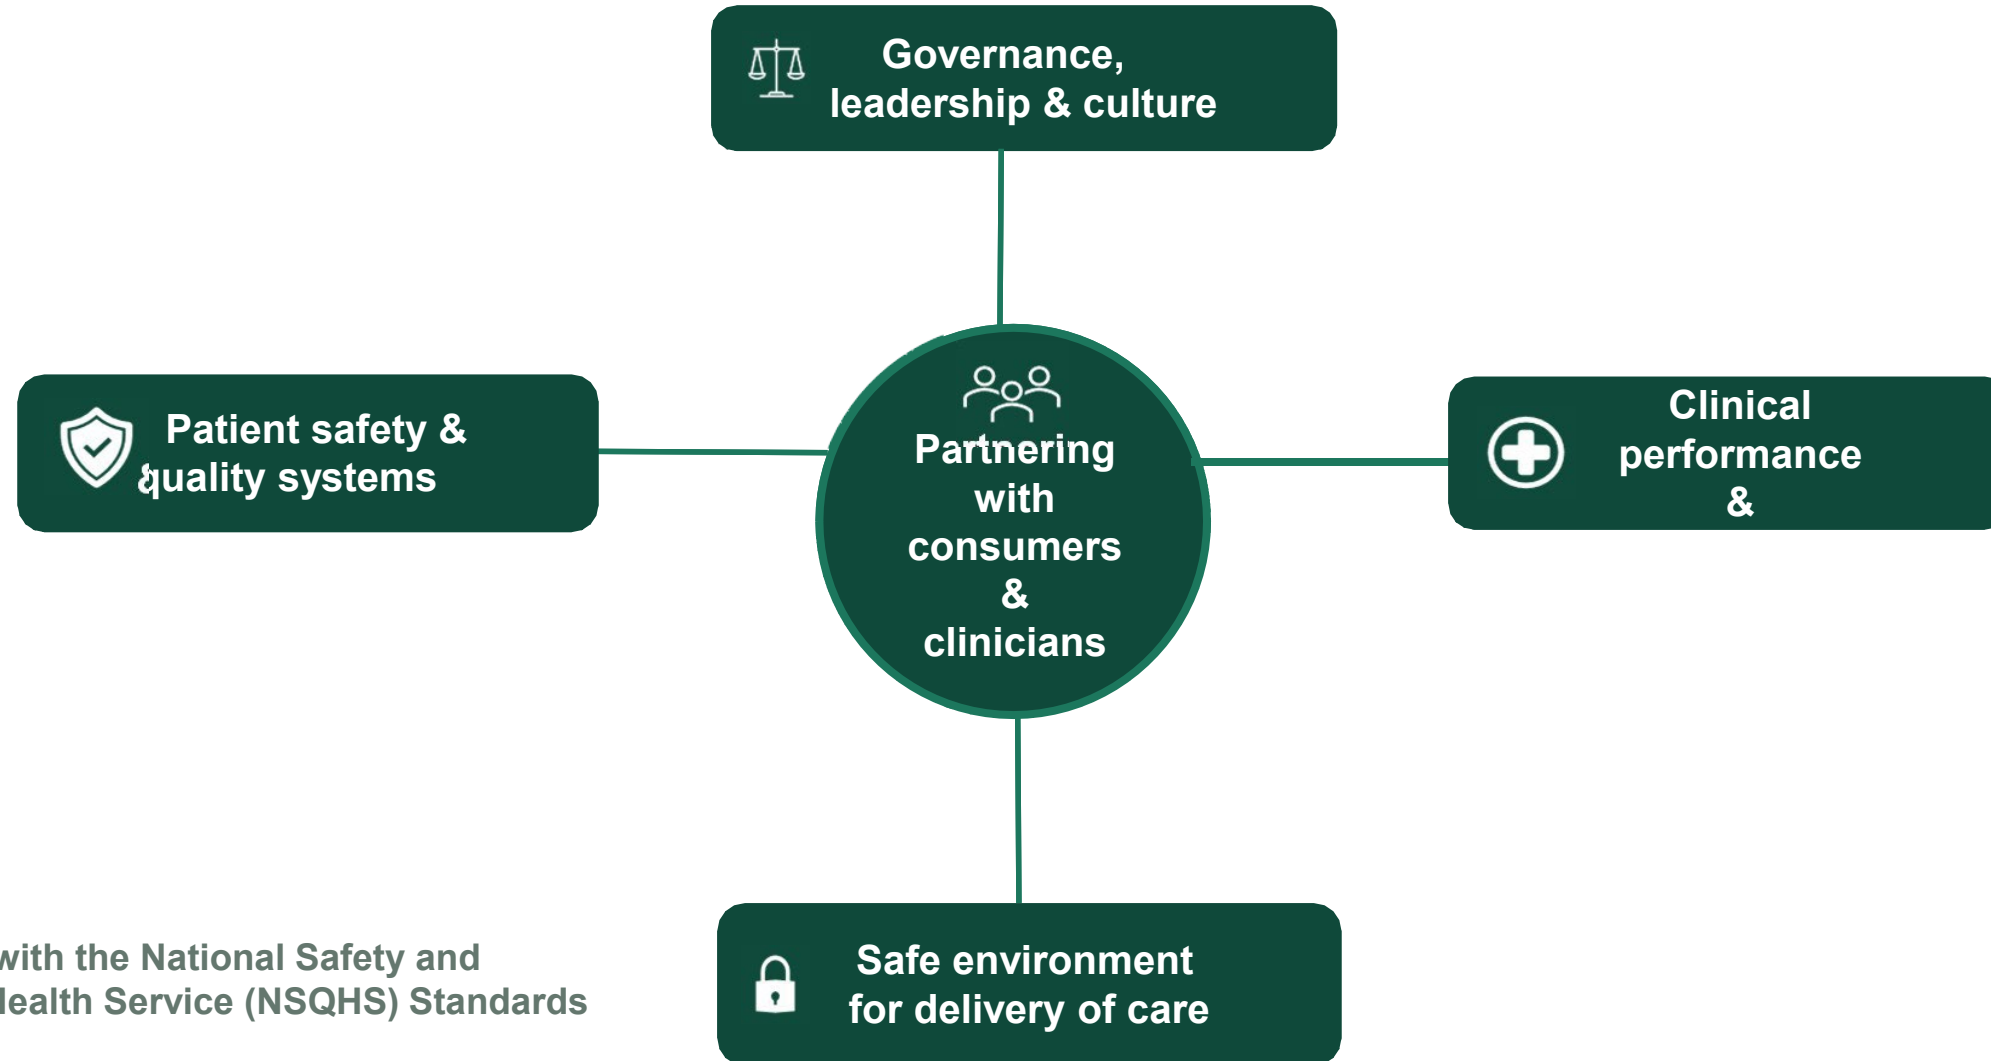 Governance,
leadership & culture
Patient safety &
quality systems
Partnering
with
consumers
&
clinicians
Clinical
performance
&
Safe environment
for delivery of care
with the National Safety and
Health Service (NSQHS) Standards